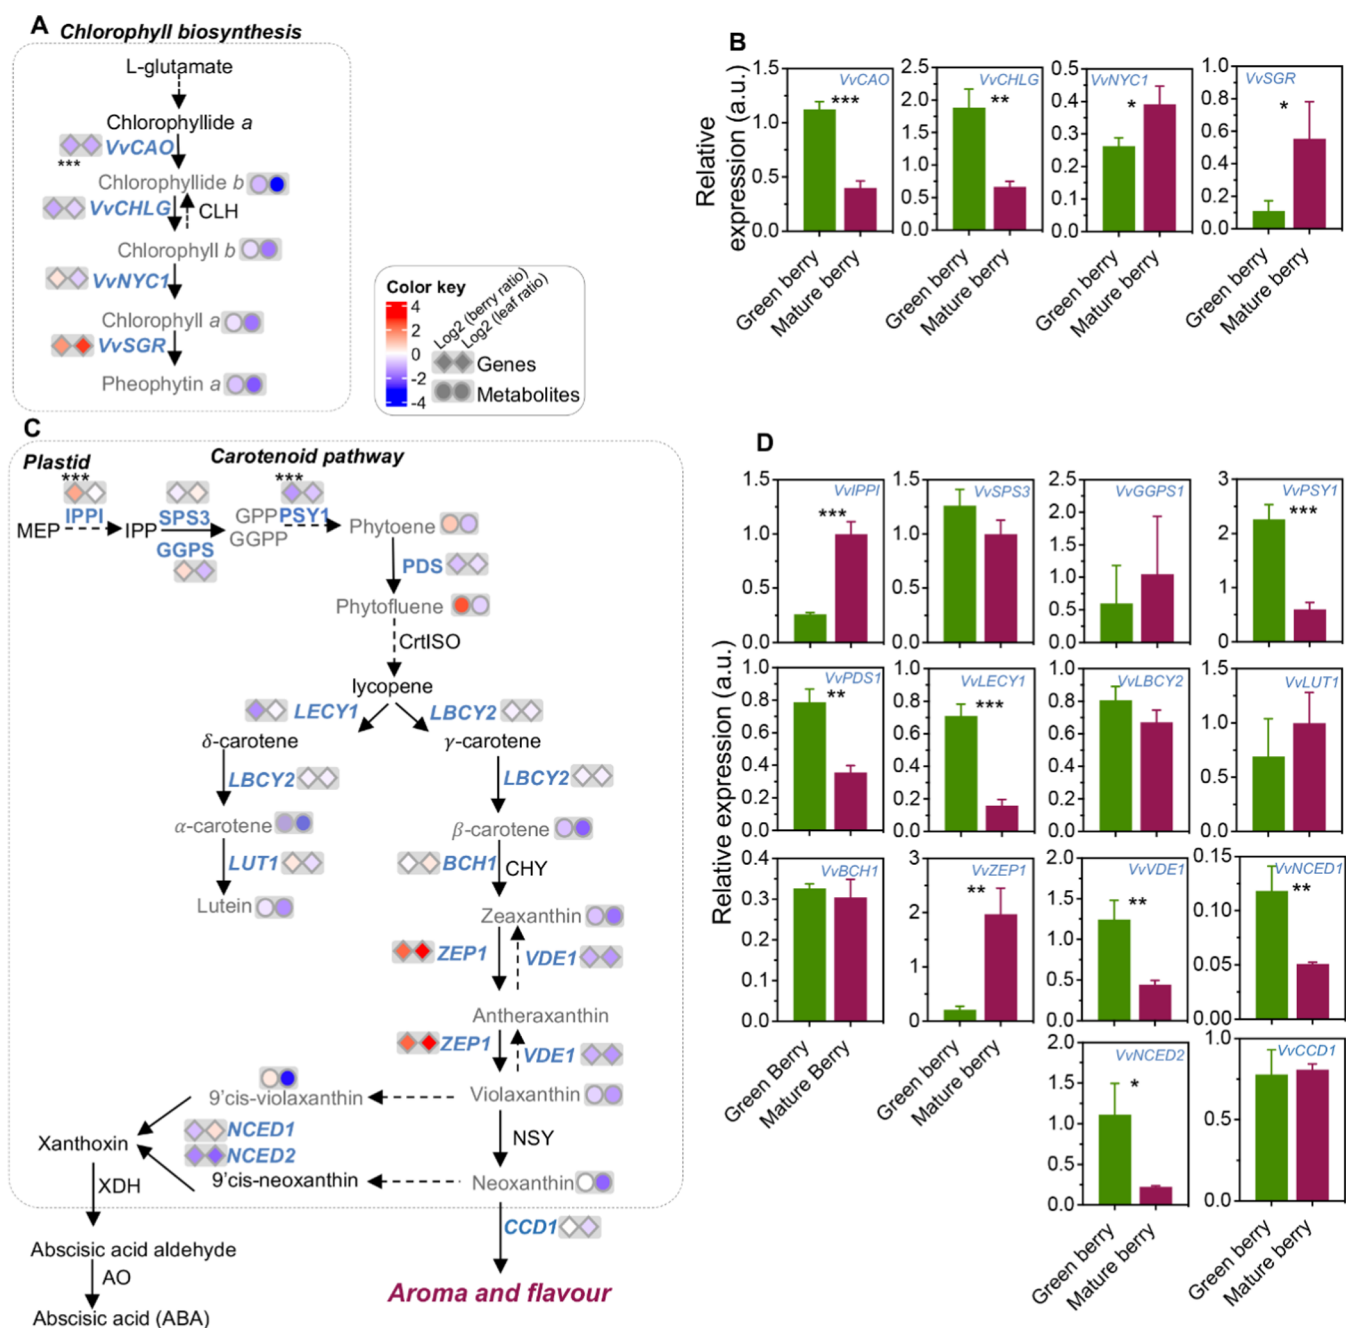 A
Chlorophyll biosynthesis
L-glutamate
Chlorophyllide a
VvCAO
***
Chlorophyllide b
VvCHLG
CLH
Chlorophyll b
VvNYC1
Chlorophyll a
VvSGR
Pheophytin a
Color key
4
2
0
-2
-4
Log2 (berry ratio)
Log2 (leaf ratio)
Genes
Metabolites
B
Relative
expression (a.u.)
VvCAO
***
1.5
1.0
0.5
0.0
VvCHLG
**
2.5
2.0
1.5
1.0
0.5
0.0
VvNYC1
*
0.5
0.4
0.3
0.2
0.1
0.0
VvSGR
*
1.0
0.8
0.6
0.4
0.2
0.0
Green berry
Mature berry
Green berry
Mature berry
Green berry
Mature berry
Green berry
Mature berry
C
Plastid
Carotenoid pathway
***
***
IPPI
SPS3
GPP
PSY1
MEP
IPP
GGPP
GGPS
Phytoene
PDS
Phytofluene
CrtISO
lycopene
LECY1
LBCY2
δ-carotene
γ-carotene
LBCY2
LBCY2
α-carotene
β-carotene
LUT1
BCH1
CHY
Lutein
Zeaxanthin
ZEP1
VDE1
Antheraxanthin
ZEP1
VDE1
9'cis-violaxanthin
Violaxanthin
NCED1
Xanthoxin
NSY
NCED2
9'cis-neoxanthin
Neoxanthin
XDH
CCD1
Abscisic acid aldehyde
AO
Aroma and flavour
Abscisic acid (ABA)
D
Relative expression (a.u.)
VvIPPI
***
1.5
1.0
0.5
0.0
VvSPS3
1.5
1.0
0.5
0.0
VvGGPS1
2.5
2.0
1.5
1.0
0.5
0.0
VvPSY1
***
3
2
1
0
VvPDS1
**
1.0
0.8
0.6
0.4
0.2
0.0
VvLECY1
***
1.0
0.8
0.6
0.4
0.2
0.0
VvLBCY2
1.0
0.8
0.6
0.4
0.2
0.0
VvLUT1
1.5
1.0
0.5
0.0
VvBCH1
0.4
0.3
0.2
0.1
0.0
VvZEP1
**
3
2
1
0
VvVDE1
**
2.0
1.5
1.0
0.5
0.0
VvNCED1
**
0.15
0.10
0.05
0.00
Green Berry
Mature Berry
Green berry
Mature berry
VvNCED2
*
2.0
1.5
1.0
0.5
0.0
VvCCD1
1.0
0.5
0.0
Green berry
Mature berry
Green berry
Mature berry